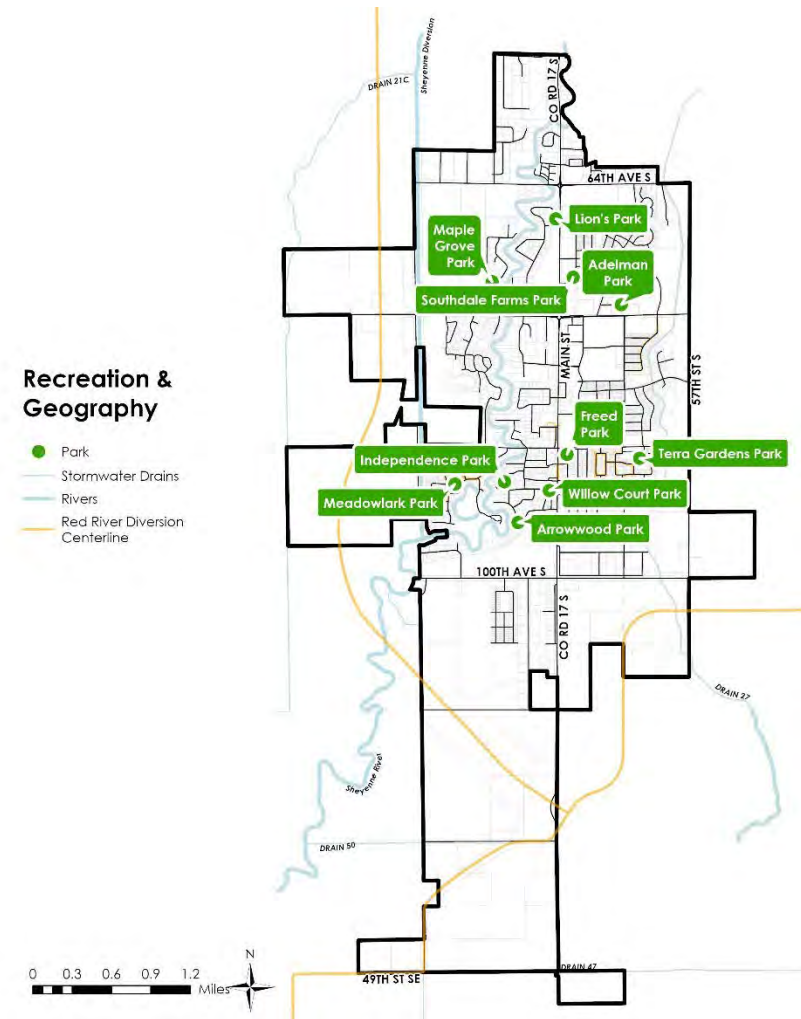 Sheyenne Diversion
DRAIN 21C
CO RD 17 S
64TH AVE S
Lion's Park
Maple
Grove
Park
Adelman
Park
Southdale Farms Park
MAIN ST
57TH ST S
Recreation &
Geography
Park
Stormwater Drains
Rivers
Red River Diversion
Centerline
Freed
Park
Independence Park
Terra Gardens Park
Meadowlark Park
Willow Court Park
Arrowwood Park
100TH AVE S
CO RD 17 S
DRAIN 27
Sheyenne River
DRAIN 50
N
0 0.3 0.6 0.9 1.2
Miles
49TH ST SE
DRAIN 47